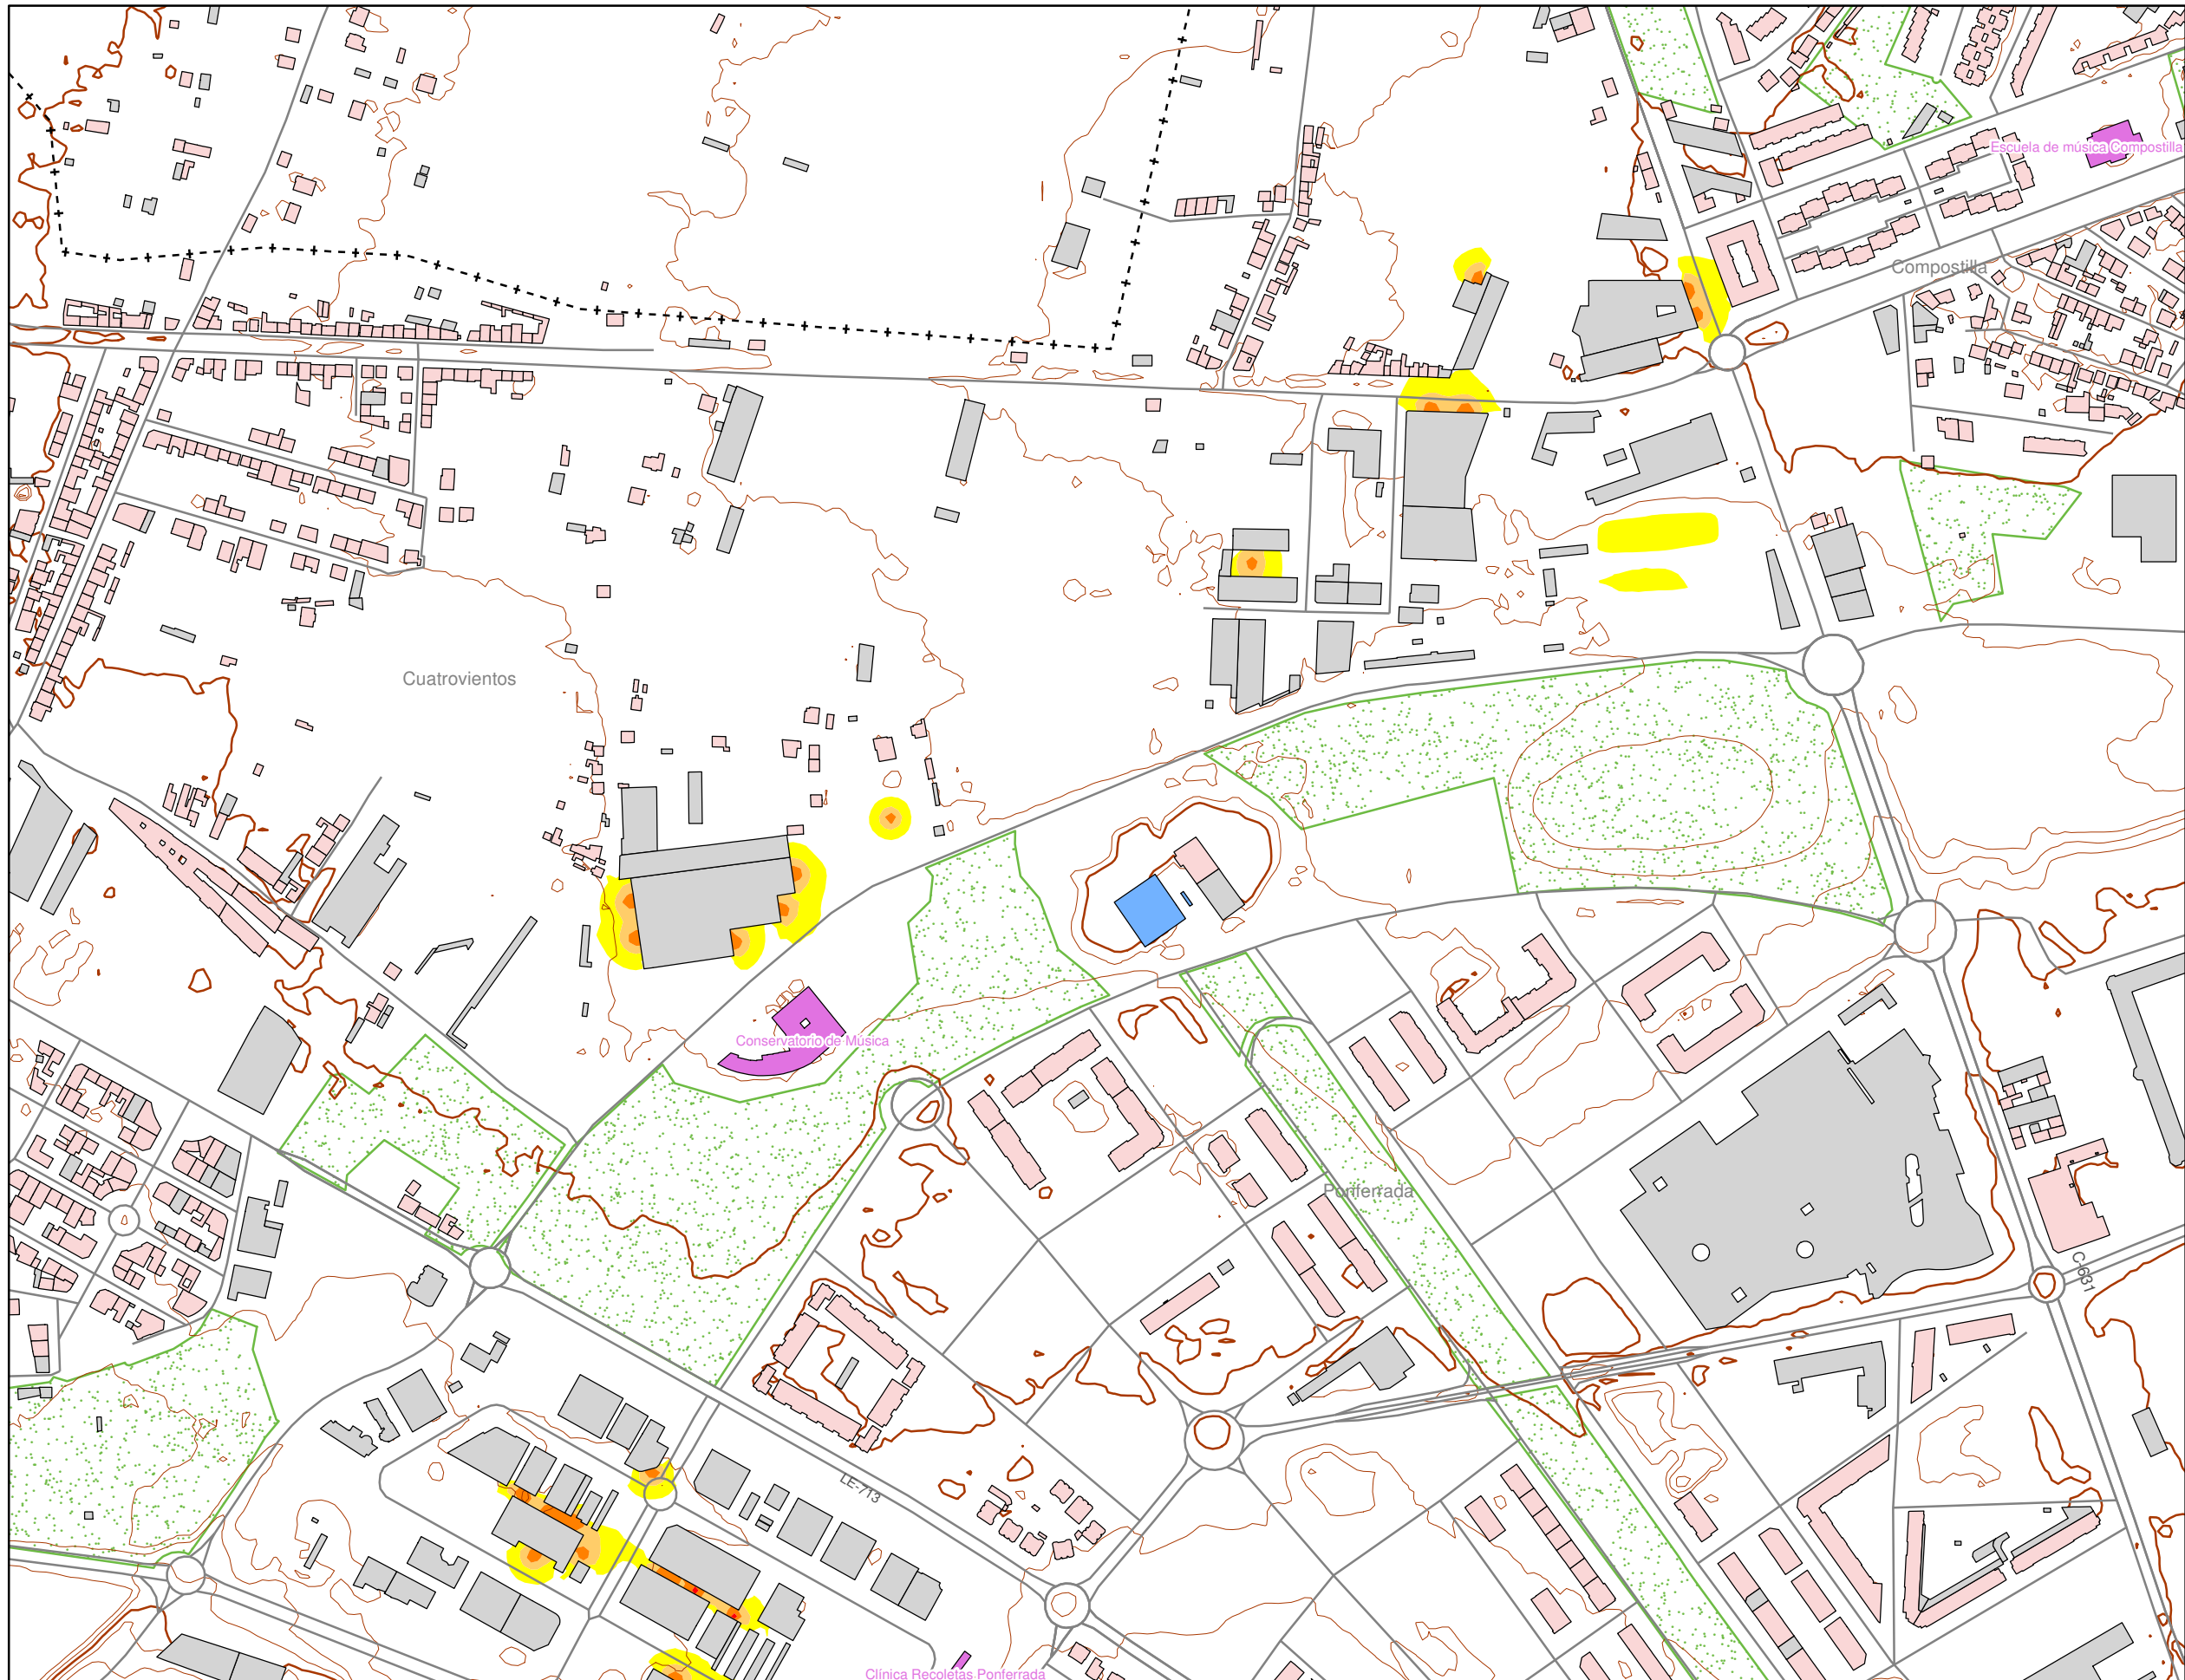 Escuela de música Compostilla
Compostilla
Cuatrovientos
Conservatorio de Música
Ponferrada
C-631
LE-713
Clínica Recoletas Ponferrada